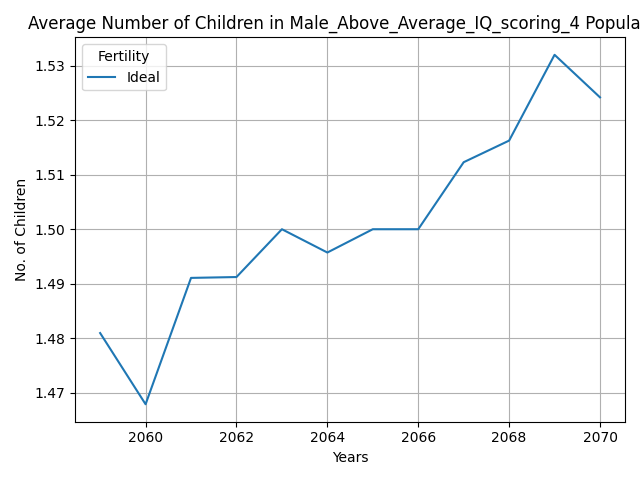 Average Number of Children in Male_Above_Average_IQ_scoring_4 Popula
Fertility
Ideal
1.53
1.52
1.51
1.50
1.49
1.48
1.47
No. of Children
2060 2062 2064 2066 2068 2070
Years